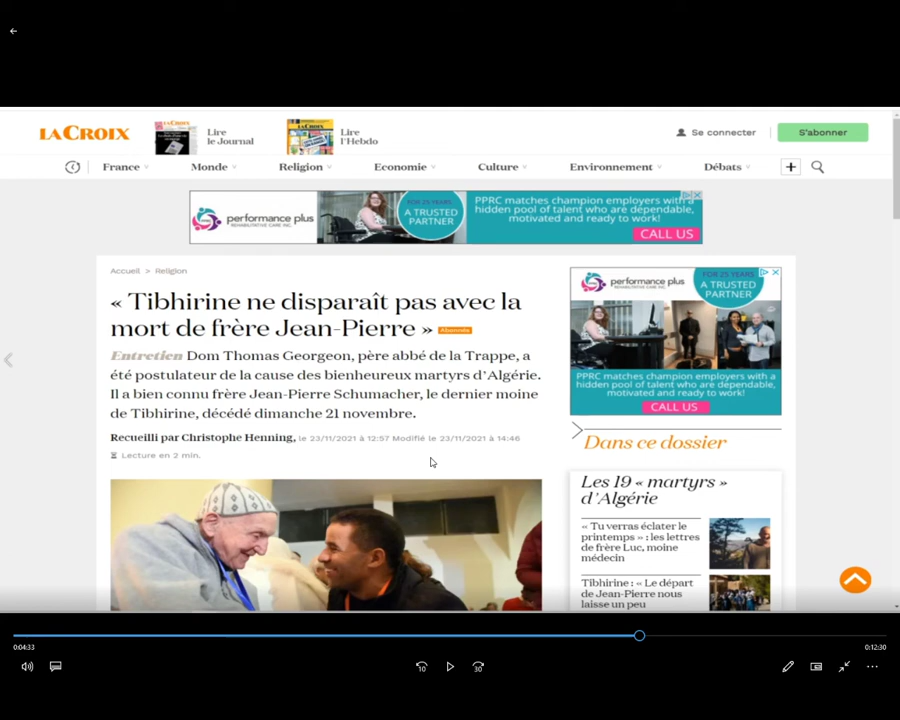 LACROIX
Lire
le Journal
Lire
l'Hebdo
Se connecter
S'abonner
France
Monde
Religion
Economie
Culture
Environnement
Débats
performance plus
REHABILITATIVE CARE INC.
FOR 25 YEARS
A TRUSTED
PARTNER
PPRC matches champion employers with a
hidden pool of talent who are dependable,
motivated and ready to work!
CALL US
Accueil > Religion
« Tibhirine ne disparaît pas avec la
mort de frère Jean-Pierre » Abonnés
Entretien Dom Thomas Georgeon, père abbé de la Trappe, a
été postulateur de la cause des bienheureux martyrs d'Algérie.
Il a bien connu frère Jean-Pierre Schumacher, le dernier moine
de Tibhirine, décédé dimanche 21 novembre.
Recueilli par Christophe Henning, le 23/11/2021 à 12:57 Modifié le 23/11/2021 à 14:46
Lecture en 2 min.
performance plus
REHABILITATIVE CARE INC.
FOR 25 YEARS
A TRUSTED
PARTNER
PPRC matches champion employers with a
hidden pool of talent who are dependable,
motivated and ready to work!
CALL US
Dans ce dossier
Les 19 « martyrs »
d'Algérie
« Tu verras éclater le
printemps » : les lettres
de frère Luc, moine
médecin
Tibhirine : « Le départ
de Jean-Pierre nous
laisse un peu
0:04:33
0:12:30
10
30